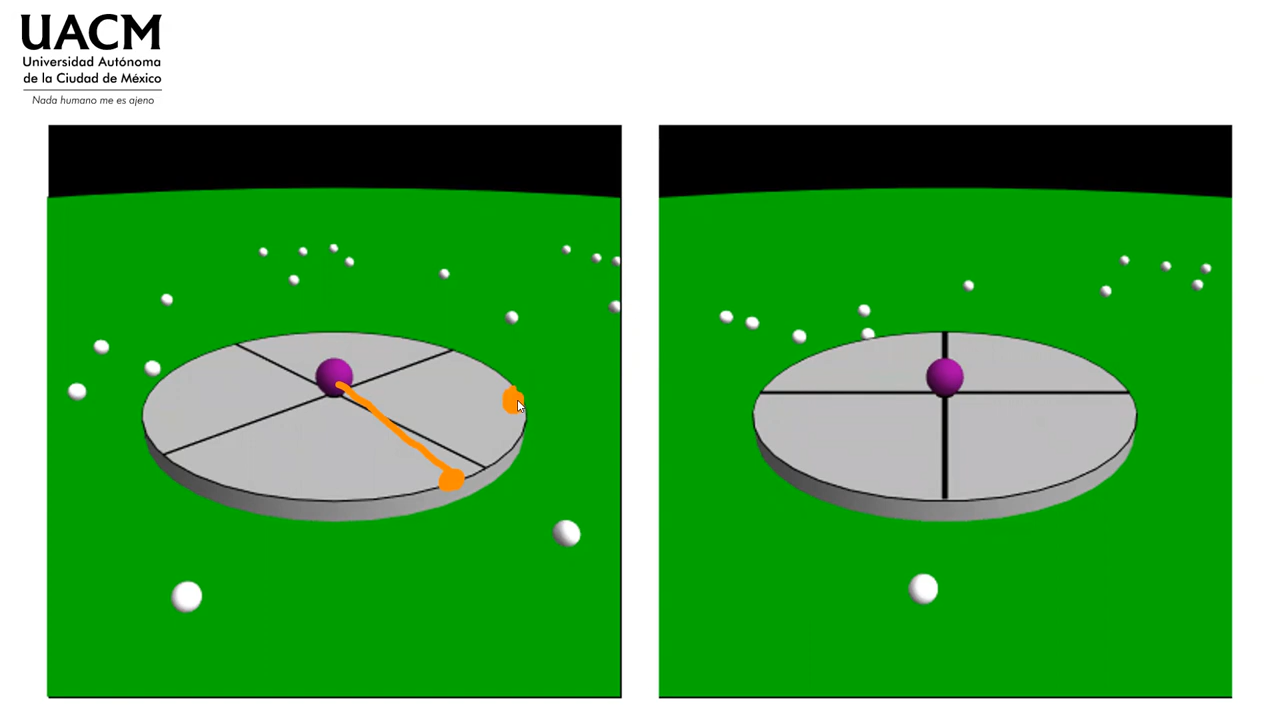 UACM
Universidad Autónoma
de la Ciudad de México
Nada humano me es ajeno